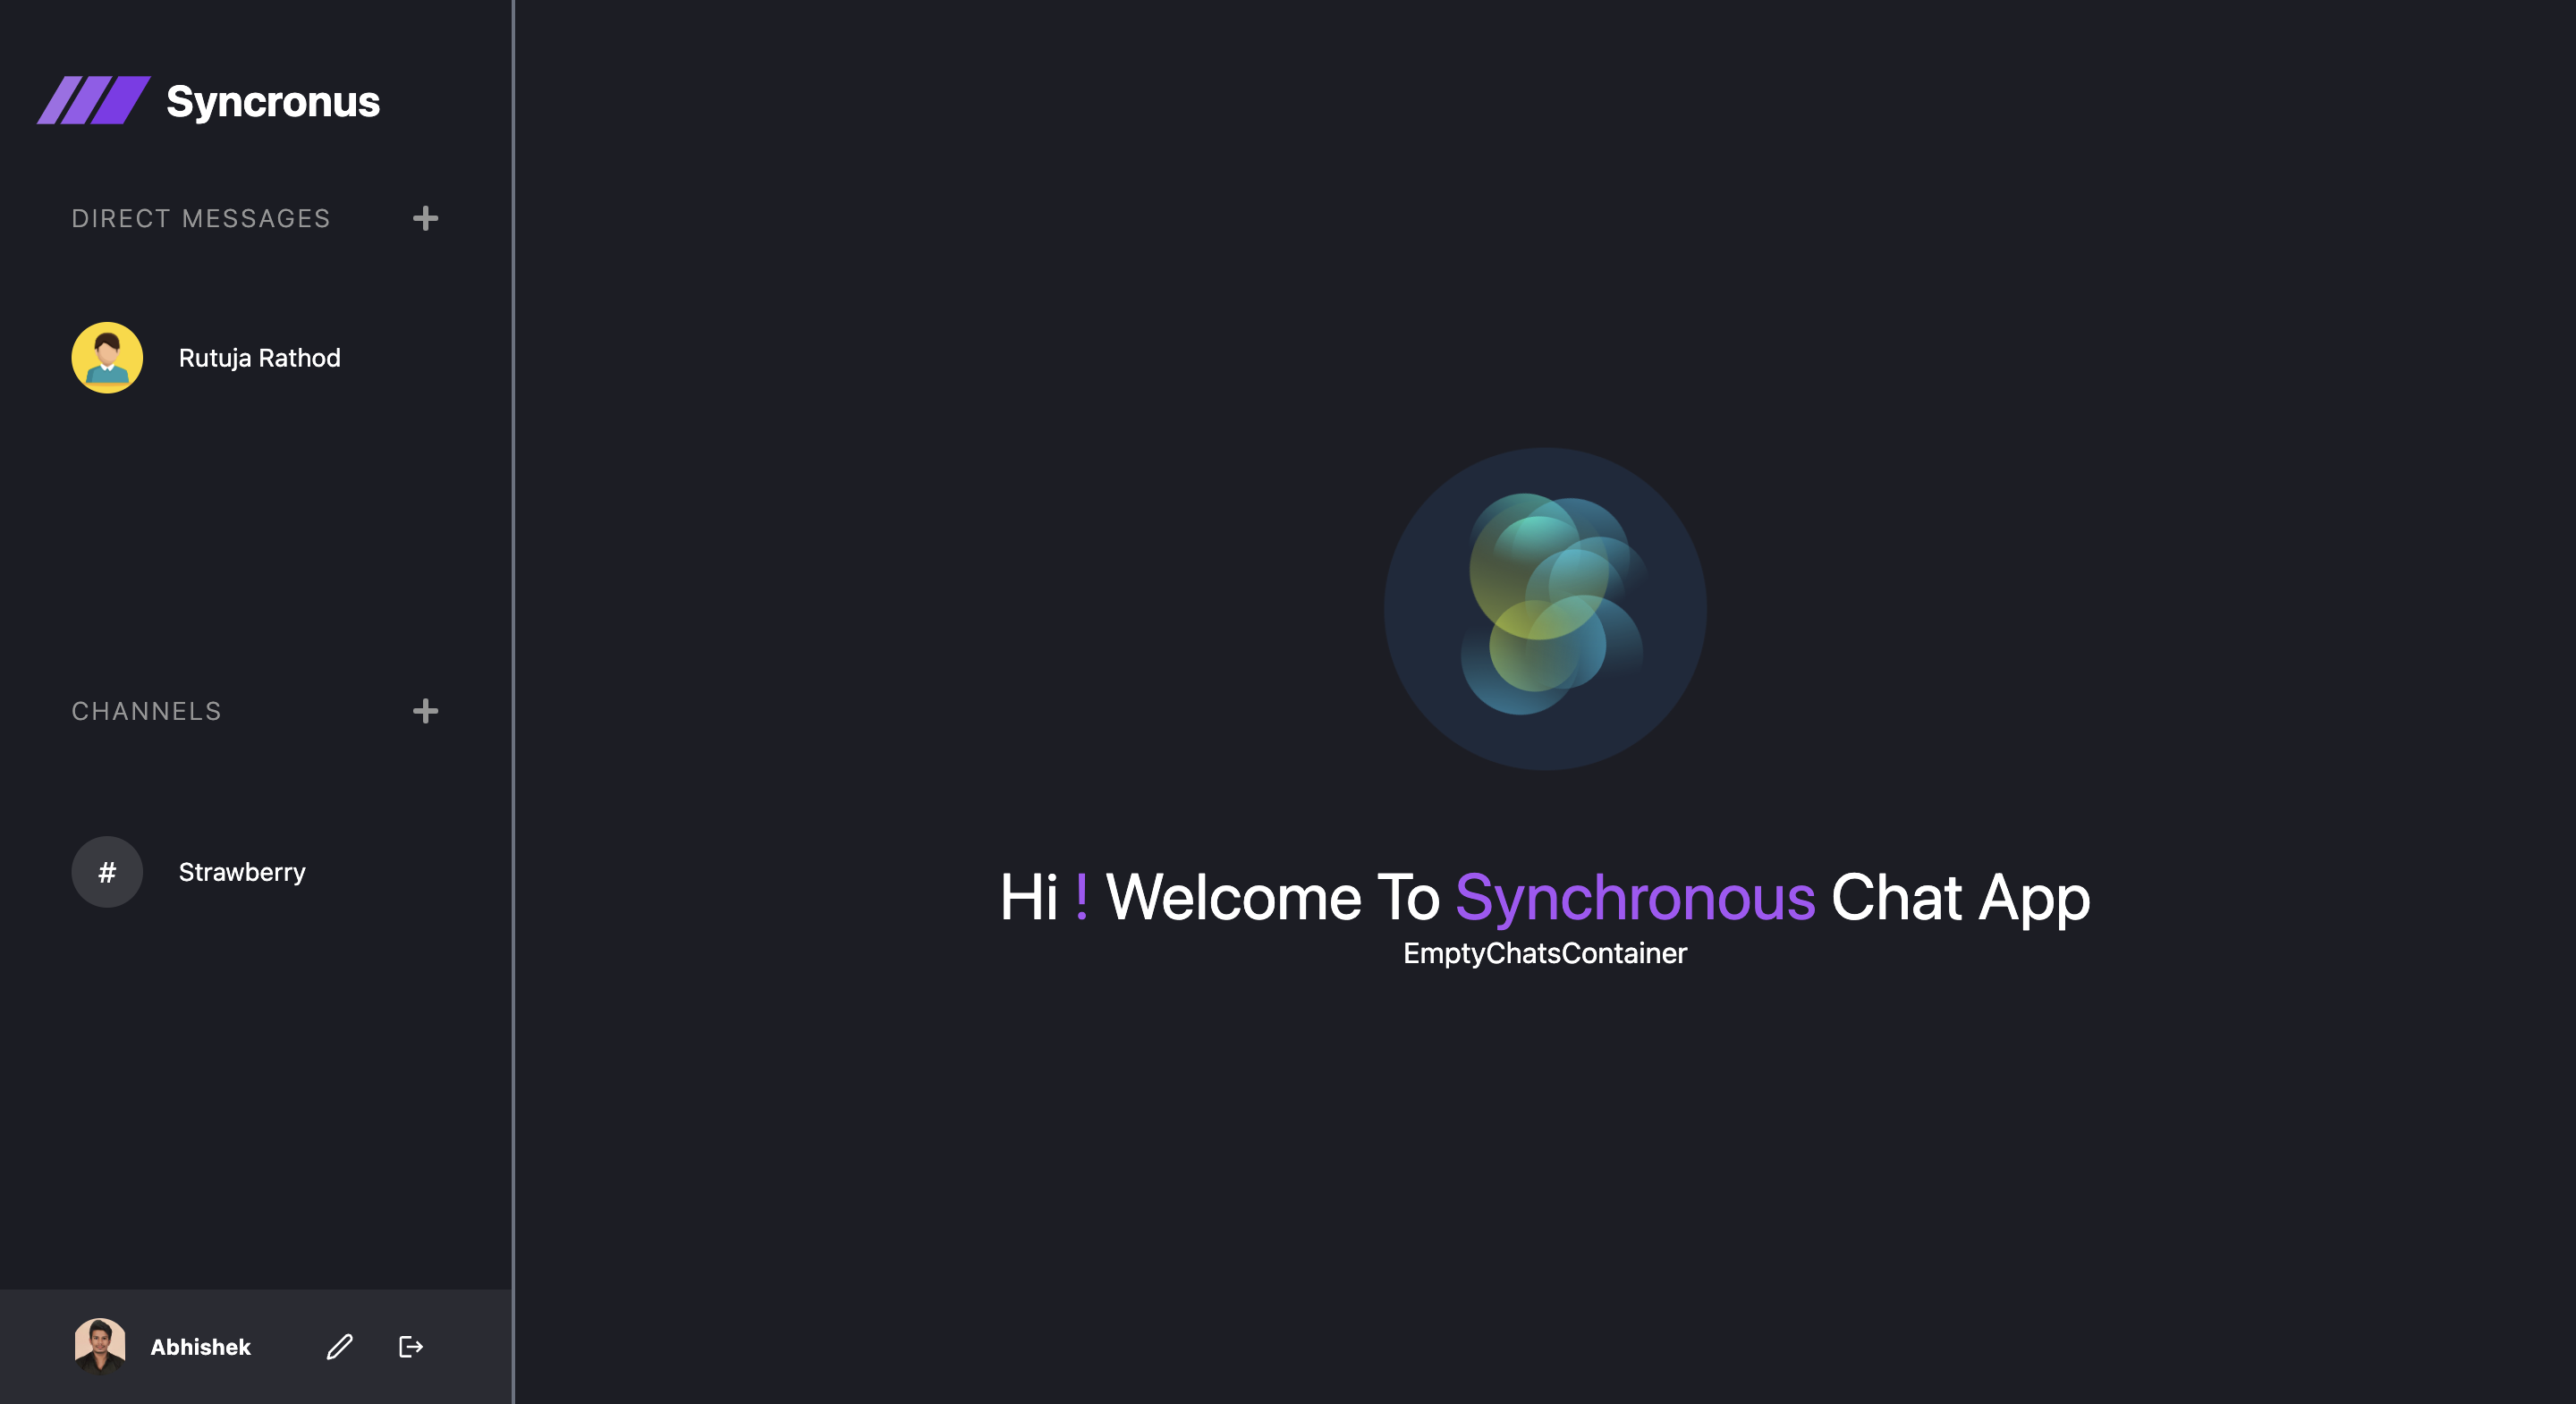 Syncronus
DIRECT MESSAGES
Rutuja Rathod
CHANNELS
# Strawberry
Abhishek
Hi ! Welcome To Synchronous Chat App
EmptyChatsContainer